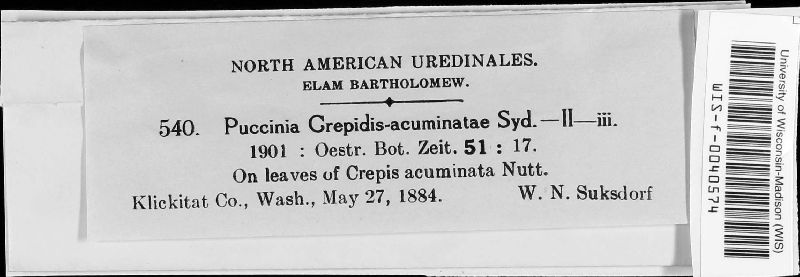 NORTH AMERICAN UREDINALES.
ELAM BARTHOLOMEW.
540. Puccinia Crepidis-acuminatae Syd.—II—iii.
1901 : Oestr. Bot. Zeit. 51 : 17.
On leaves of Crepis acuminata Nutt.
Klickitat Co., Wash., May 27, 1884. W. N. Suksdorf
University of Wisconsin-Madison (WIS)
WIS-f-0040574